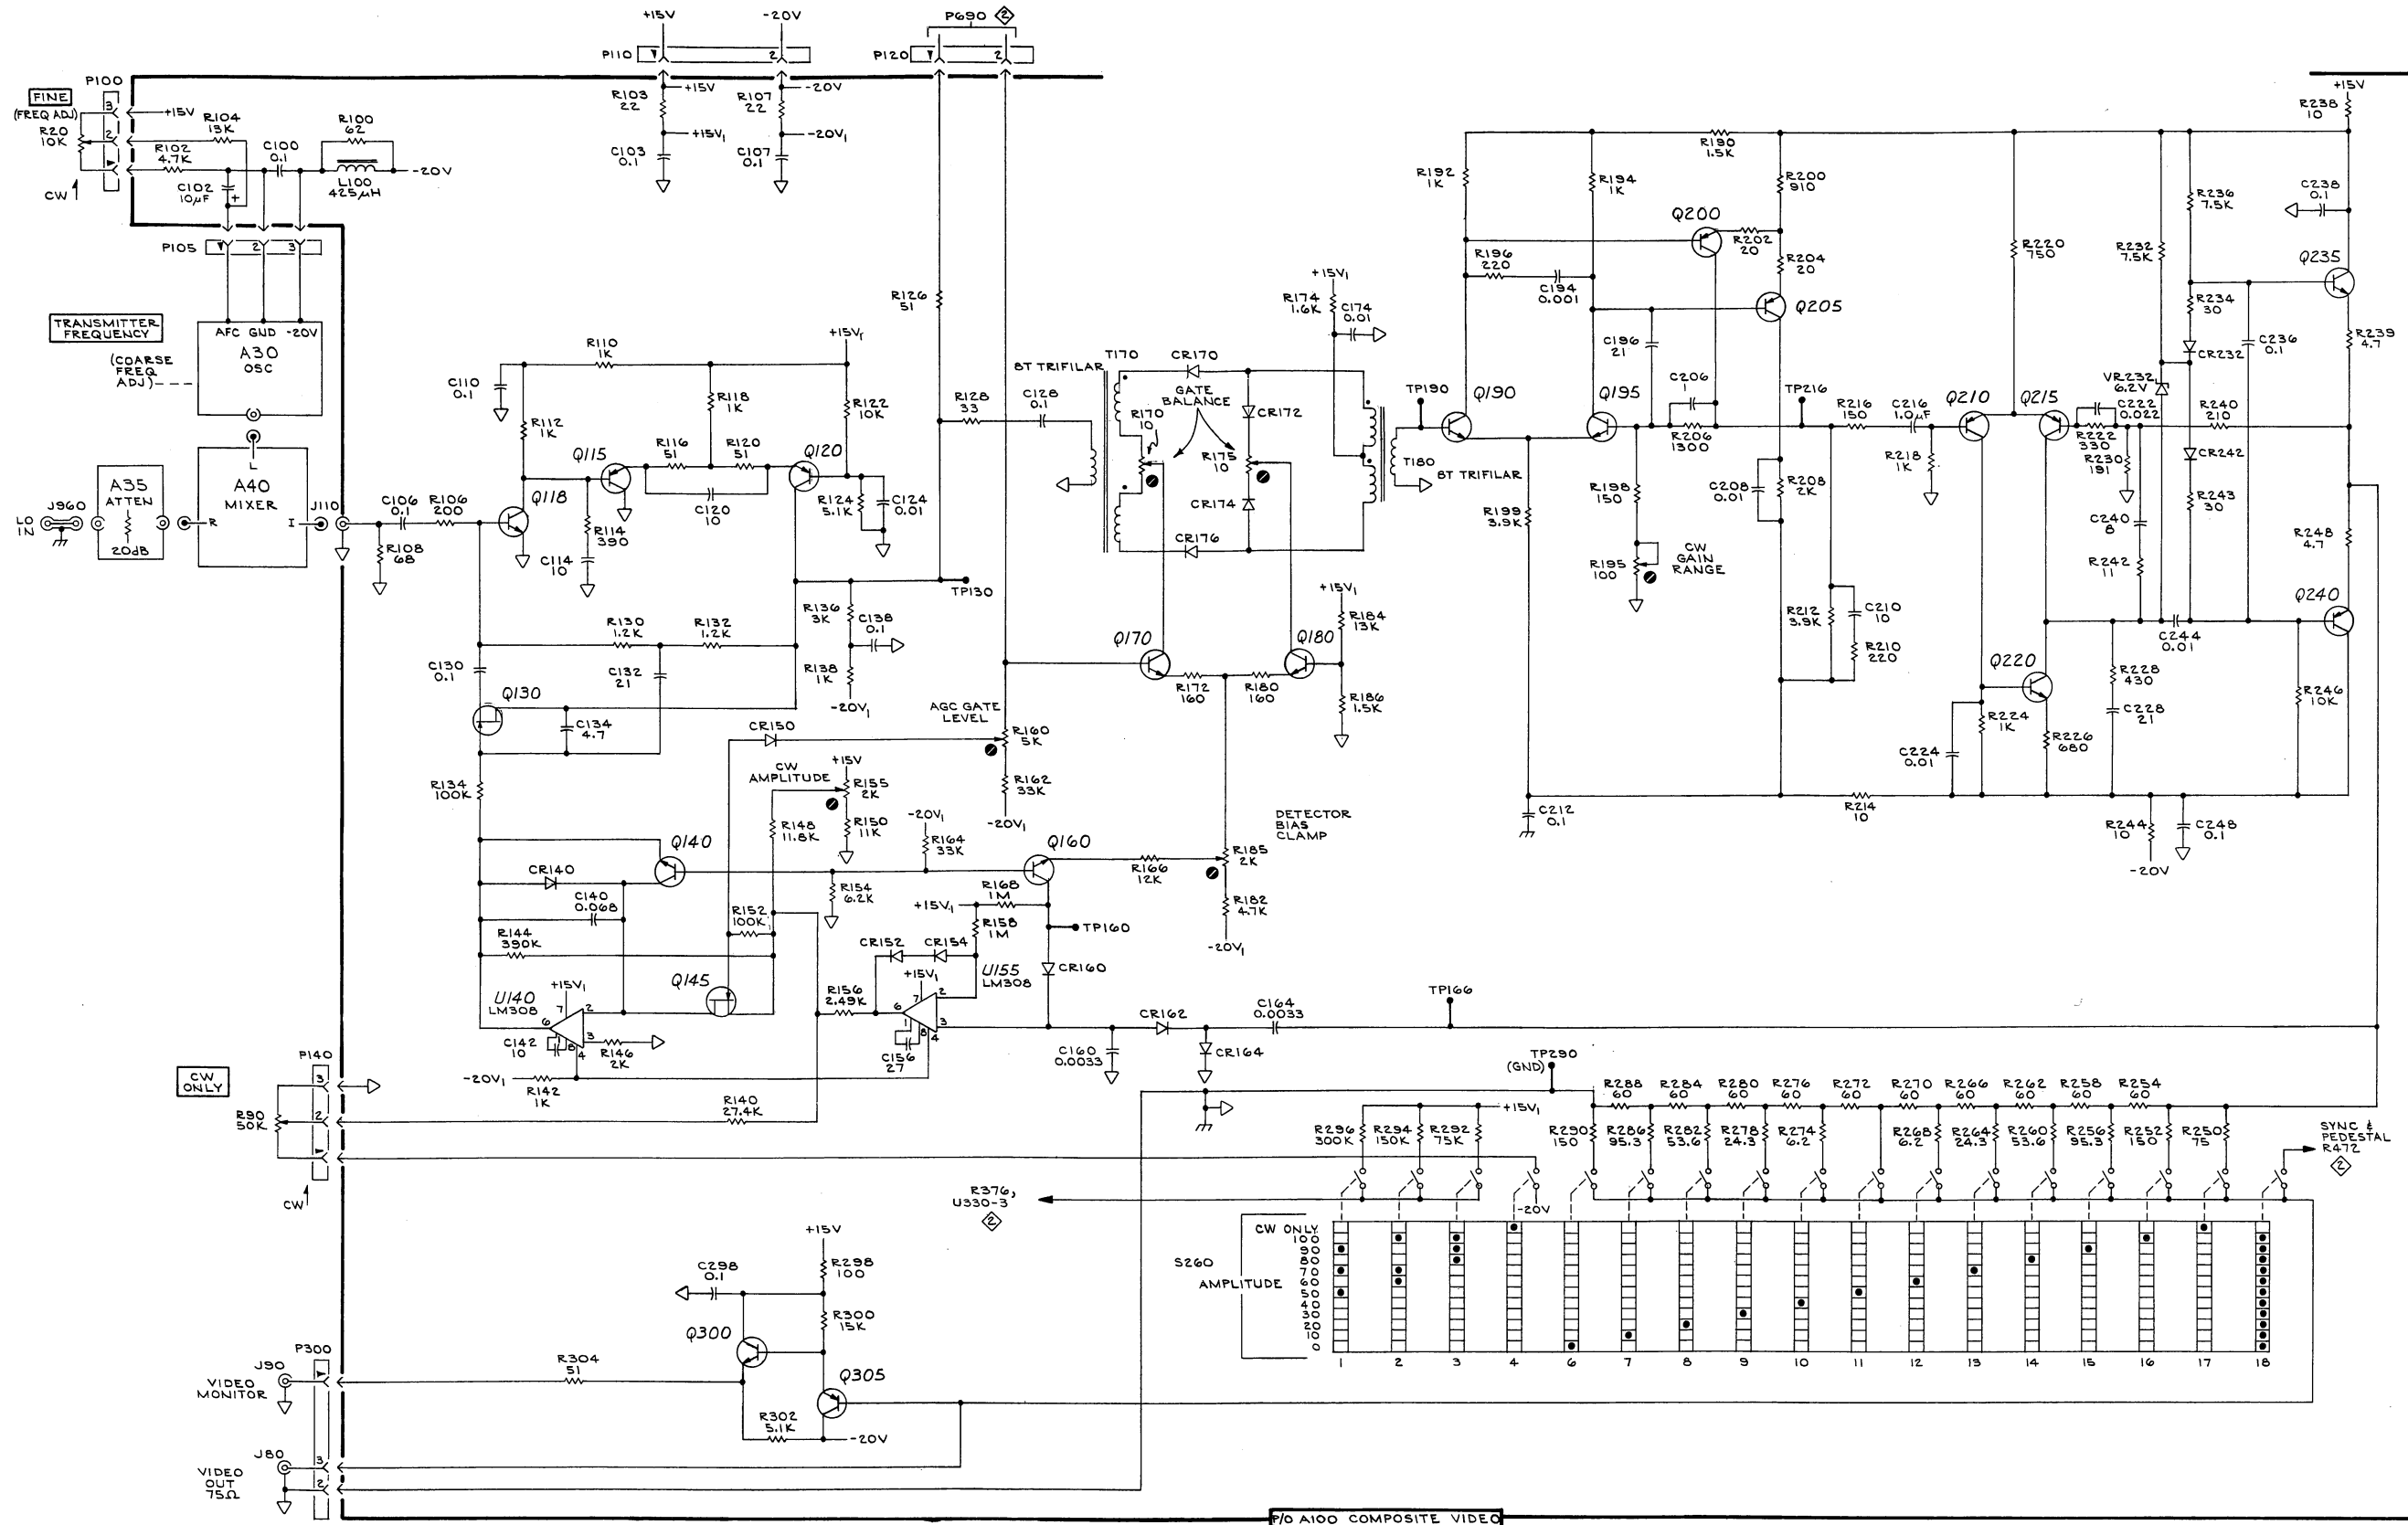 +15V
-20V
P690 2
P110
2
P120
2
P100
FINE
(FREQ ADJ)
R20
10K
3
2
CW
+15V
R104
13K
R102
4.7K
C100
0.1
R100
62
L100
425µH
-20V
C102
10µF
+
P105
2
3
R103
22
+15V
+15V1
C103
0.1
R107
22
-20V
-20V1
C107
0.1
TRANSMITTER
FREQUENCY
(COARSE
FREQ
ADJ)
AFC GND -20V
A30
OSC
L
A40
MIXER
R
I
A35
ATTEN
20dB
J960
LO
IN
J110
C106
0.1
R106
200
R108
68
C110
0.1
R110
1K
R112
1K
R118
1K
+15V1
R122
10K
Q115
R116
51
R120
51
Q120
Q118
R114
390
C114
10
C120
10
R124
5.1K
C124
0.01
R126
51
R128
33
C128
0.1
TP130
R130
1.2K
R132
1.2K
C130
0.1
C132
21
Q130
C134
4.7
R134
100K
R136
3K
C138
0.1
R138
1K
-20V1
8T TRIFILAR
T170
CR170
GATE
BALANCE
R170
10
CR172
R175
10
CR174
CR176
+15V1
R174
1.6K
C174
0.01
T180
8T TRIFILAR
Q170
R172
160
R180
160
Q180
+15V1
R184
13K
R186
1.5K
AGC GATE
LEVEL
R160
5K
R162
33K
-20V1
CR150
CW
AMPLITUDE
+15V
R155
2K
R150
11K
R148
11.8K
-20V1
R164
33K
Q140
CR140
C140
0.068
R144
390K
R152
100K
R154
6.2K
Q160
R168
1M
+15V1
R158
1M
TP160
R166
12K
DETECTOR
BIAS
CLAMP
R185
2K
R182
4.7K
-20V1
CR152
CR154
CR160
U140
LM308
+15V1
7
2
6
3
1
8
4
C142
10
R146
2K
Q145
R156
2.49K
U155
LM308
+15V1
7
2
6
3
1
8
4
C156
27
-20V1
R142
1K
R140
27.4K
C160
0.0033
CR162
CR164
C164
0.0033
TP166
TP190
Q190
R192
1K
R190
1.5K
R194
1K
R196
220
C194
0.001
Q195
R199
3.9K
C212
0.1
R198
150
R195
100
CW
GAIN
RANGE
Q200
R200
910
R202
20
R204
20
Q205
C196
21
C206
1
R206
1300
TP216
C208
0.01
R208
2K
R212
3.9K
C210
10
R210
220
R214
10
R216
150
C216
1.0µF
R218
1K
Q210
Q215
R220
750
C222
0.022
R222
330
R230
191
R240
210
Q220
R224
1K
C224
0.01
R226
680
R228
430
C228
21
R232
7.5K
R236
7.5K
R234
30
CR232
VR232
6.2V
CR242
R243
30
C236
0.1
C240
8
R242
11
C244
0.01
R244
10
-20V
C248
0.1
+15V
R238
10
C238
0.1
Q235
R239
4.7
R248
4.7
Q240
R246
10K
P140
CW
ONLY
R90
50K
3
2
CW
TP290
(GND)
R288
60
R284
60
R280
60
R276
60
R272
60
R270
60
R266
60
R262
60
R258
60
R254
60
+15V1
R296
300K
R294
150K
R292
75K
R290
150
R286
95.3
R282
53.6
R278
24.3
R274
6.2
R268
6.2
R264
24.3
R260
53.6
R256
95.3
R252
150
R250
75
SYNC &
PEDESTAL
R472
2
R376,
U330-3
2
-20V
S260
AMPLITUDE
CW ONLY
100
90
80
70
60
50
40
30
20
10
0
1 2 3 4 6 7 8 9 10 11 12 13 14 15 16 17 18
+15V
R298
100
C298
0.1
R300
15K
Q300
Q305
R302
5.1K
-20V
R304
51
P300
J90
VIDEO
MONITOR
J80
VIDEO
OUT
75Ω
3
2
P/O A100 COMPOSITE VIDEO